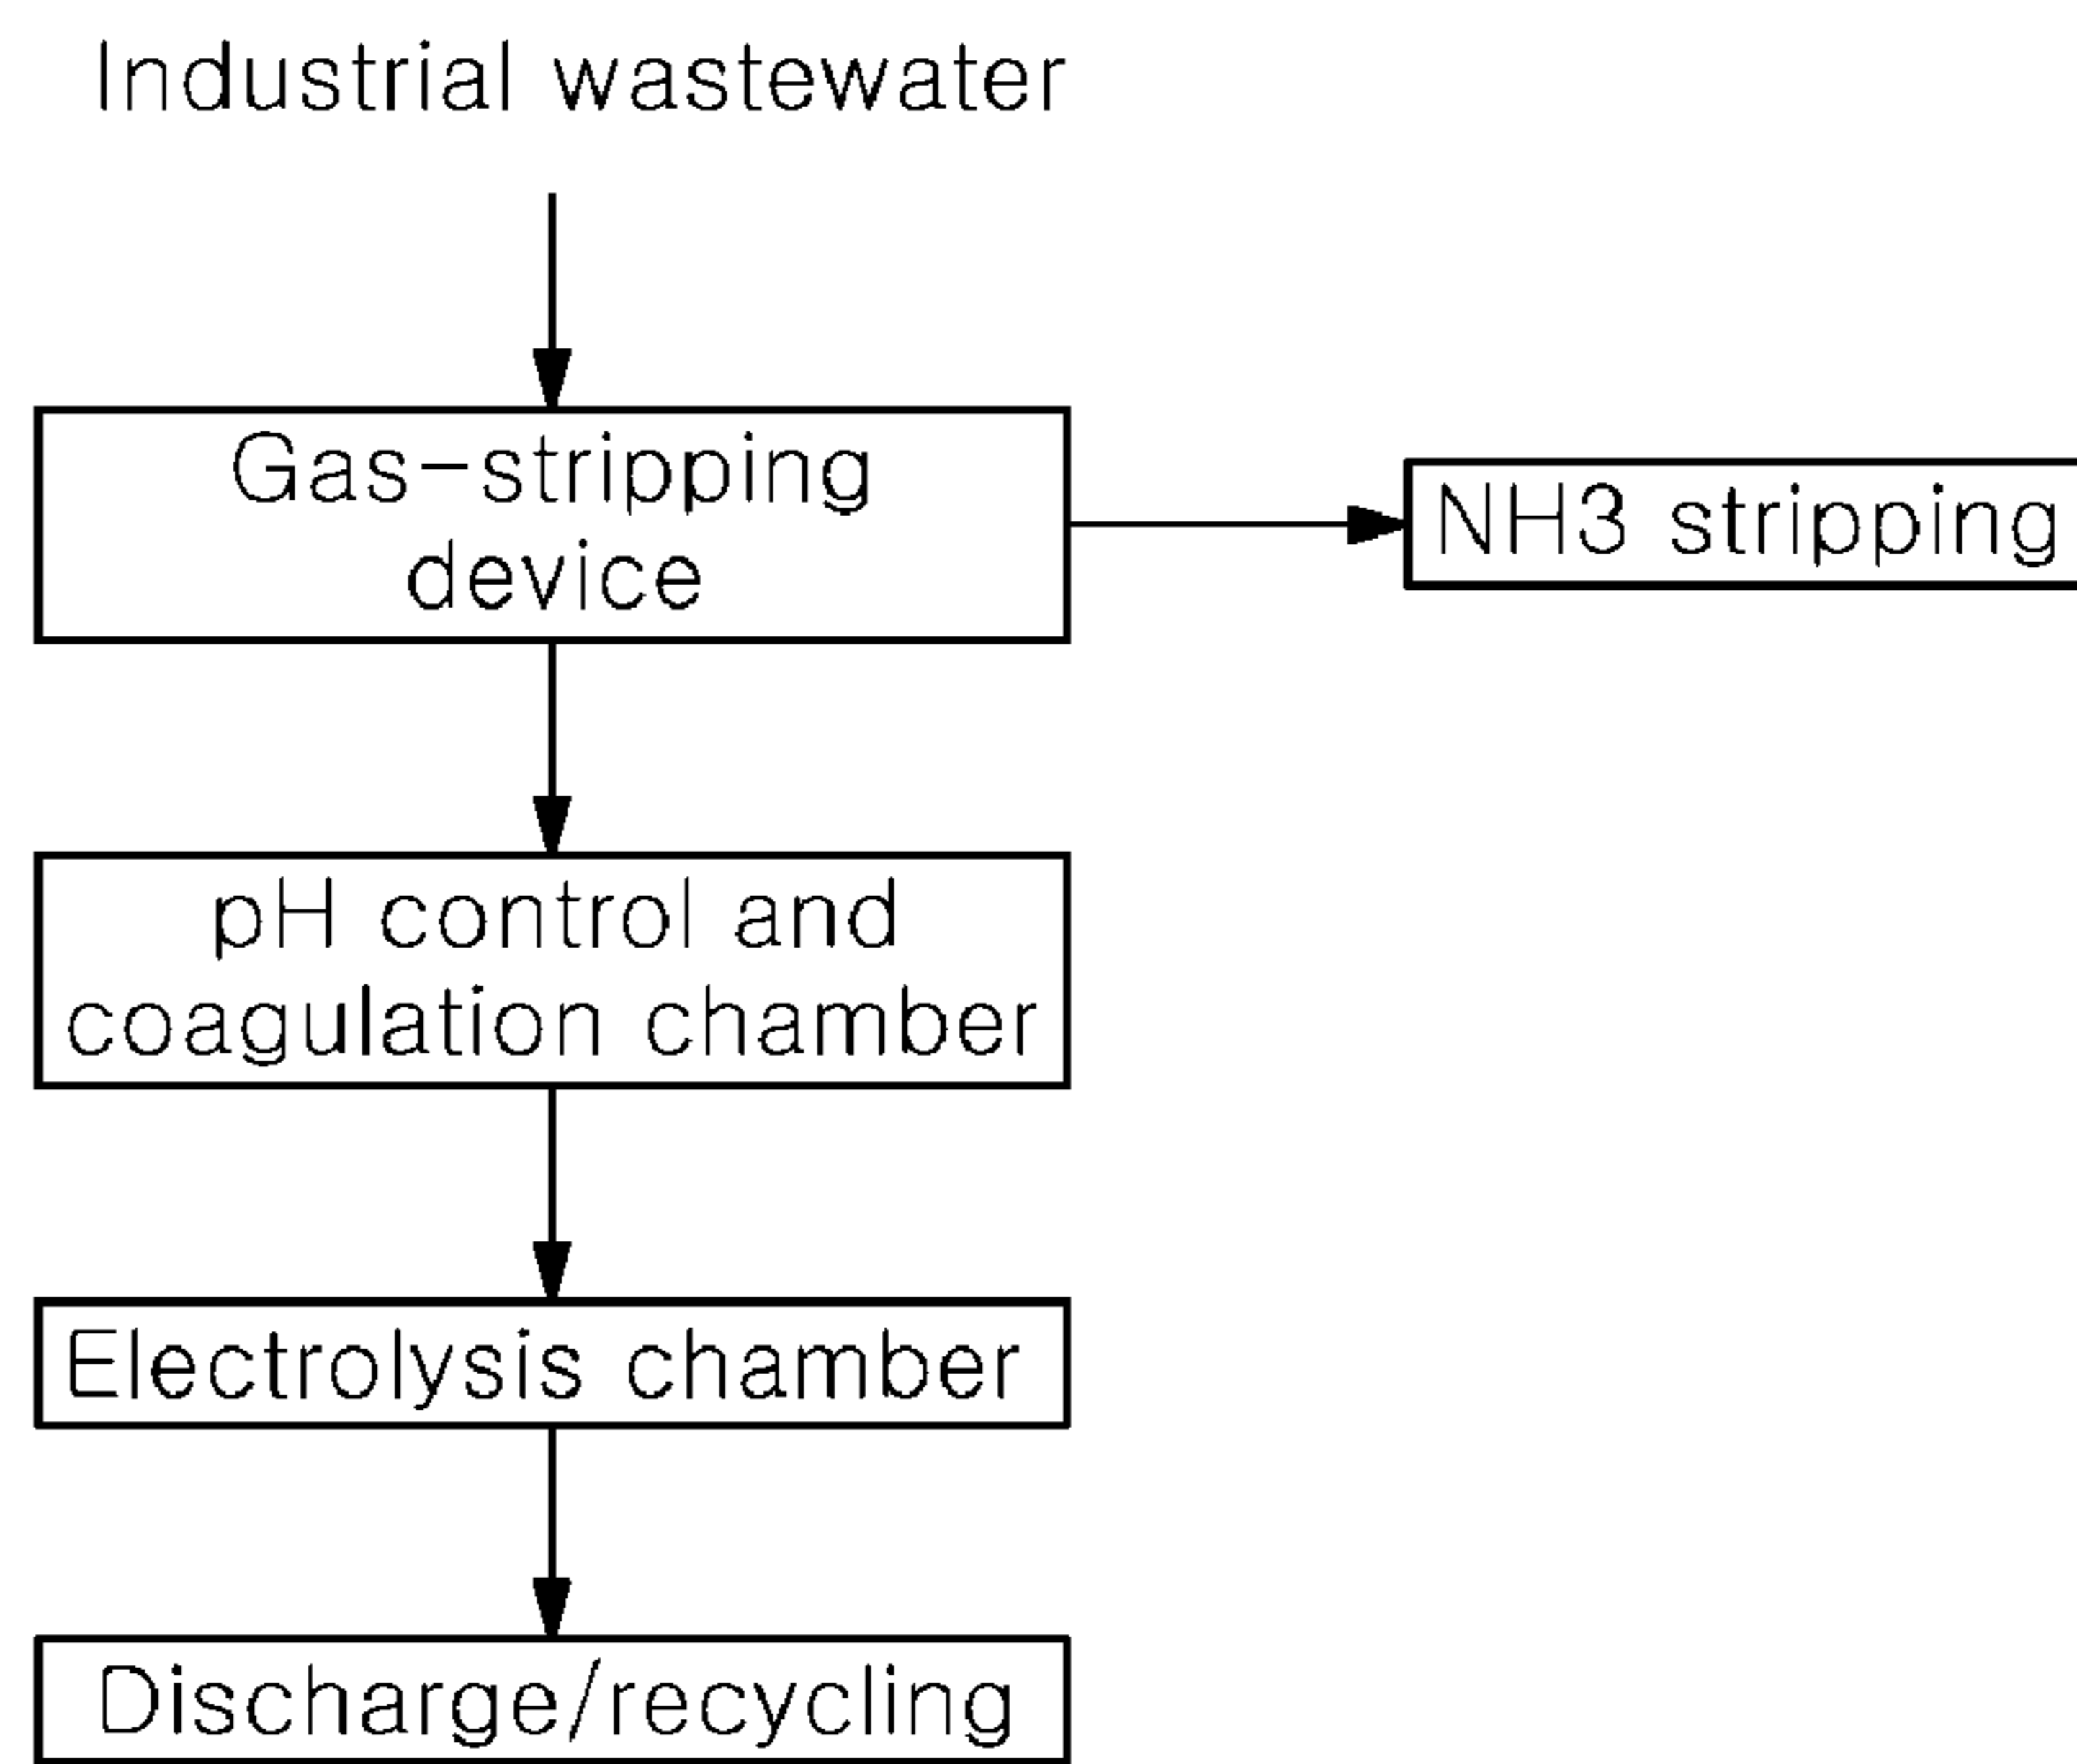 Industrial wastewater
Gas-stripping
device
NH3 stripping
pH control and
coagulation chamber
Electrolysis chamber
Discharge/recycling